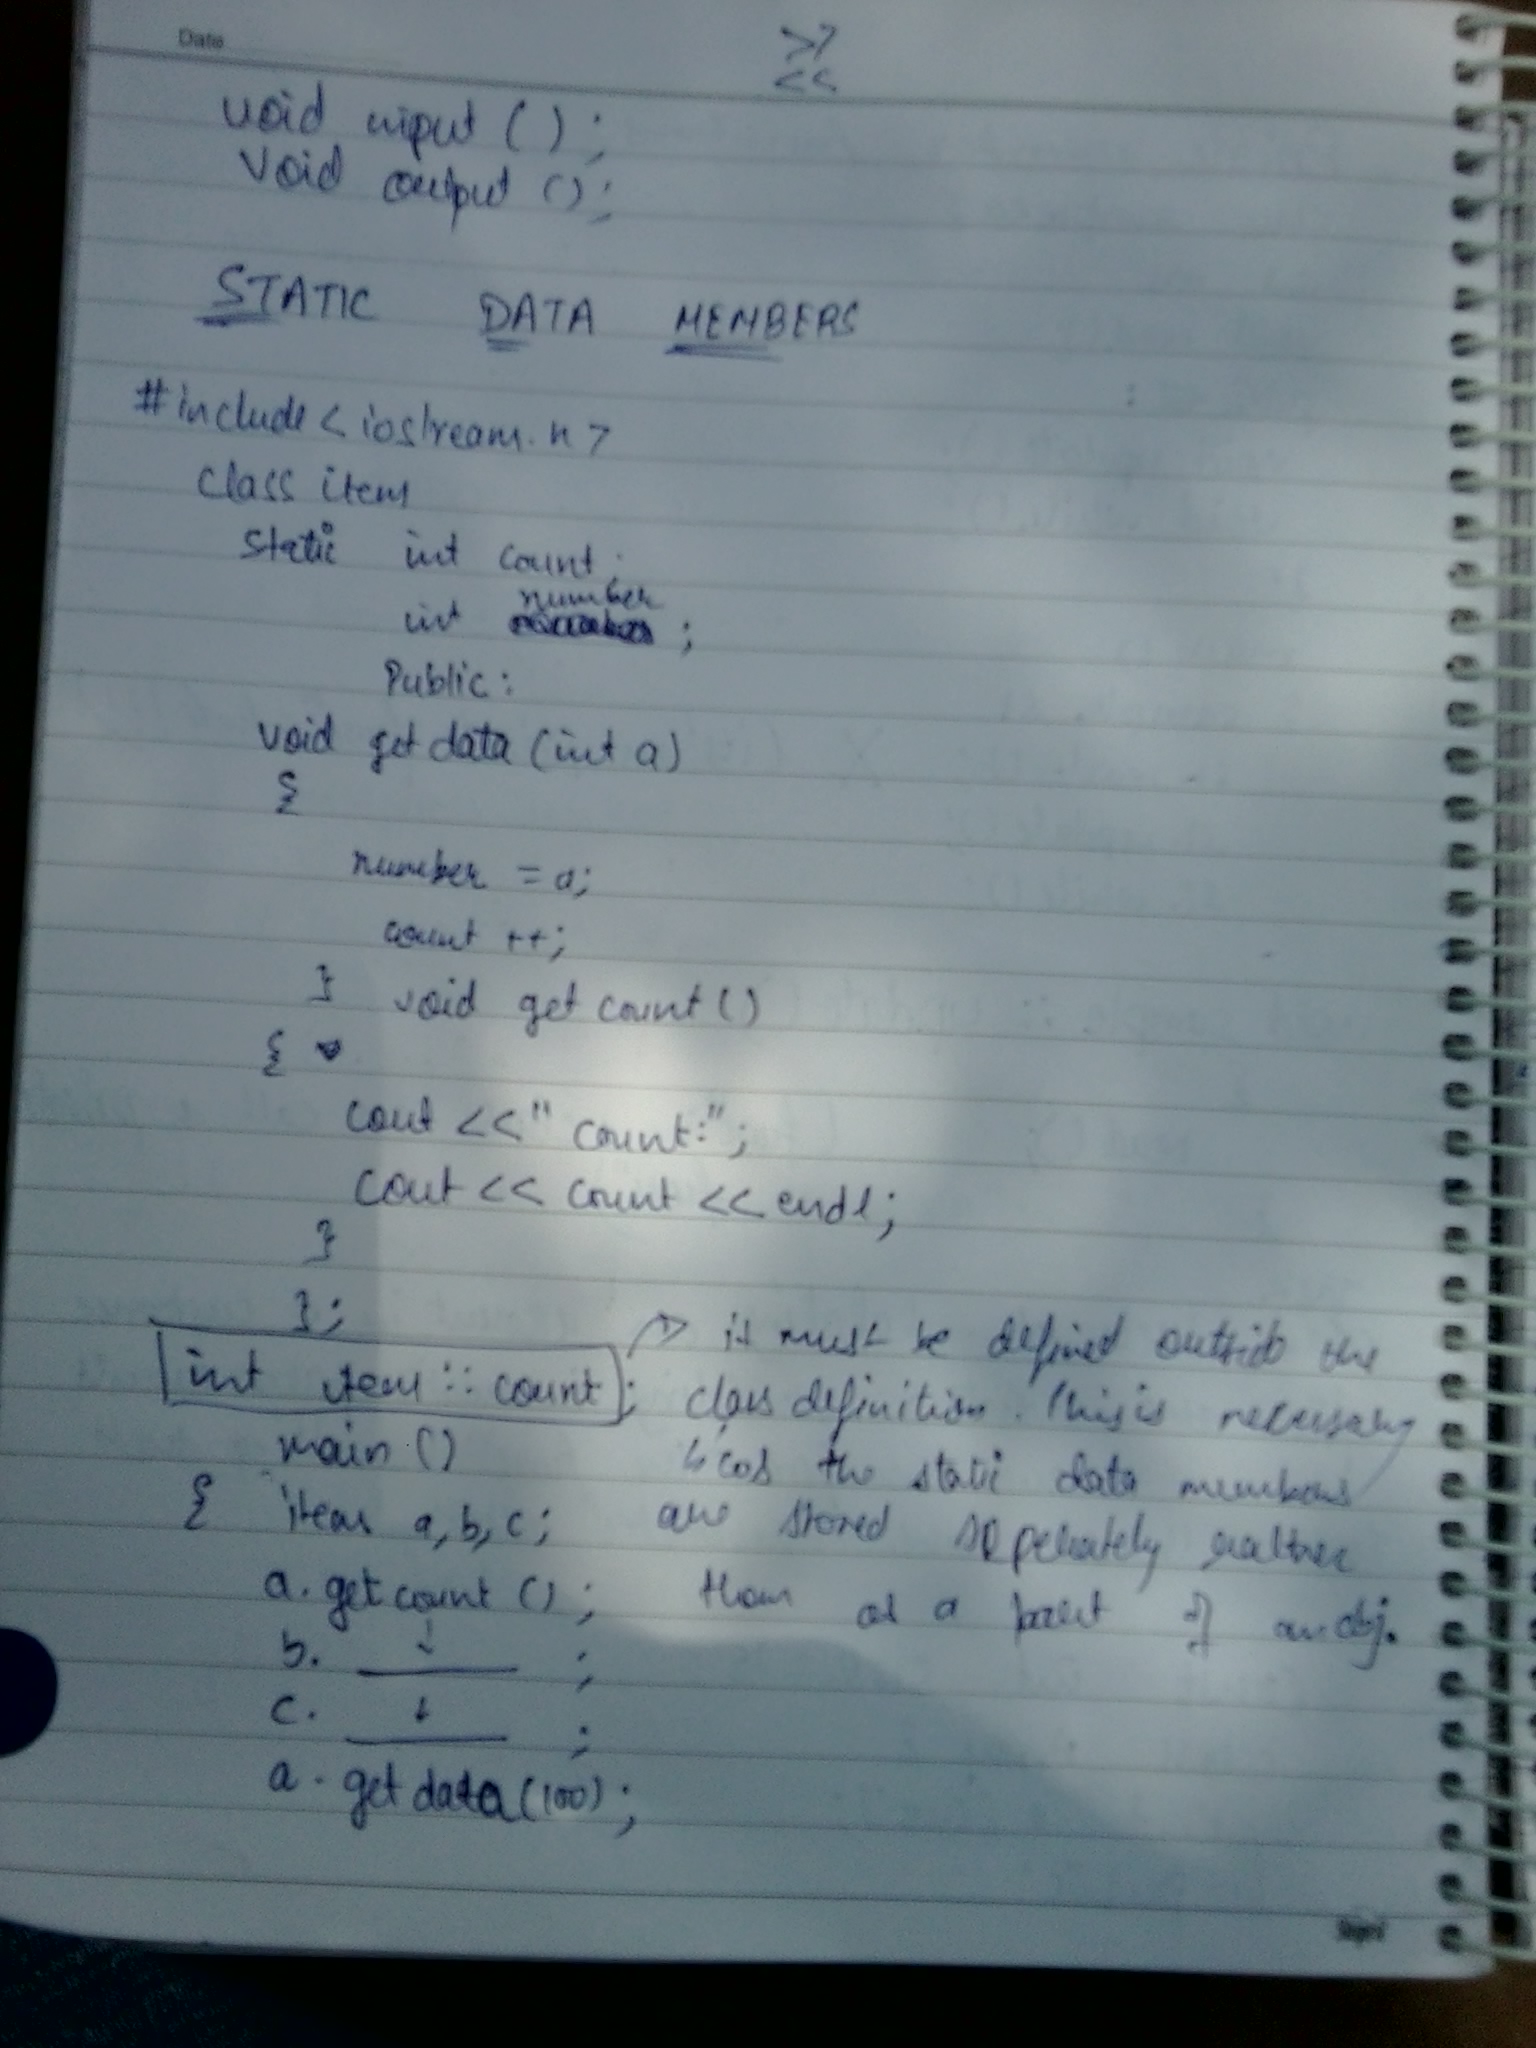 Date
>>
<<
void input ( ) ;
void output () ;
STATIC DATA MEMBERS
#include < iostream.h >
class item
static int count ;
int number ;
Public :
void get data (int a)
{
number = a;
count ++;
} void get count ()
{
cout <<" count:" ;
cout << count << endl;
}
};
int item :: count ; it must be defined outside the
class definition. This is necessary
main () b'cos the static data members
{ item a, b, c ; are stored seperately rather
a. get count () ; than as a part of an obj.
b. ;
c. ;
a . get data (100) ;